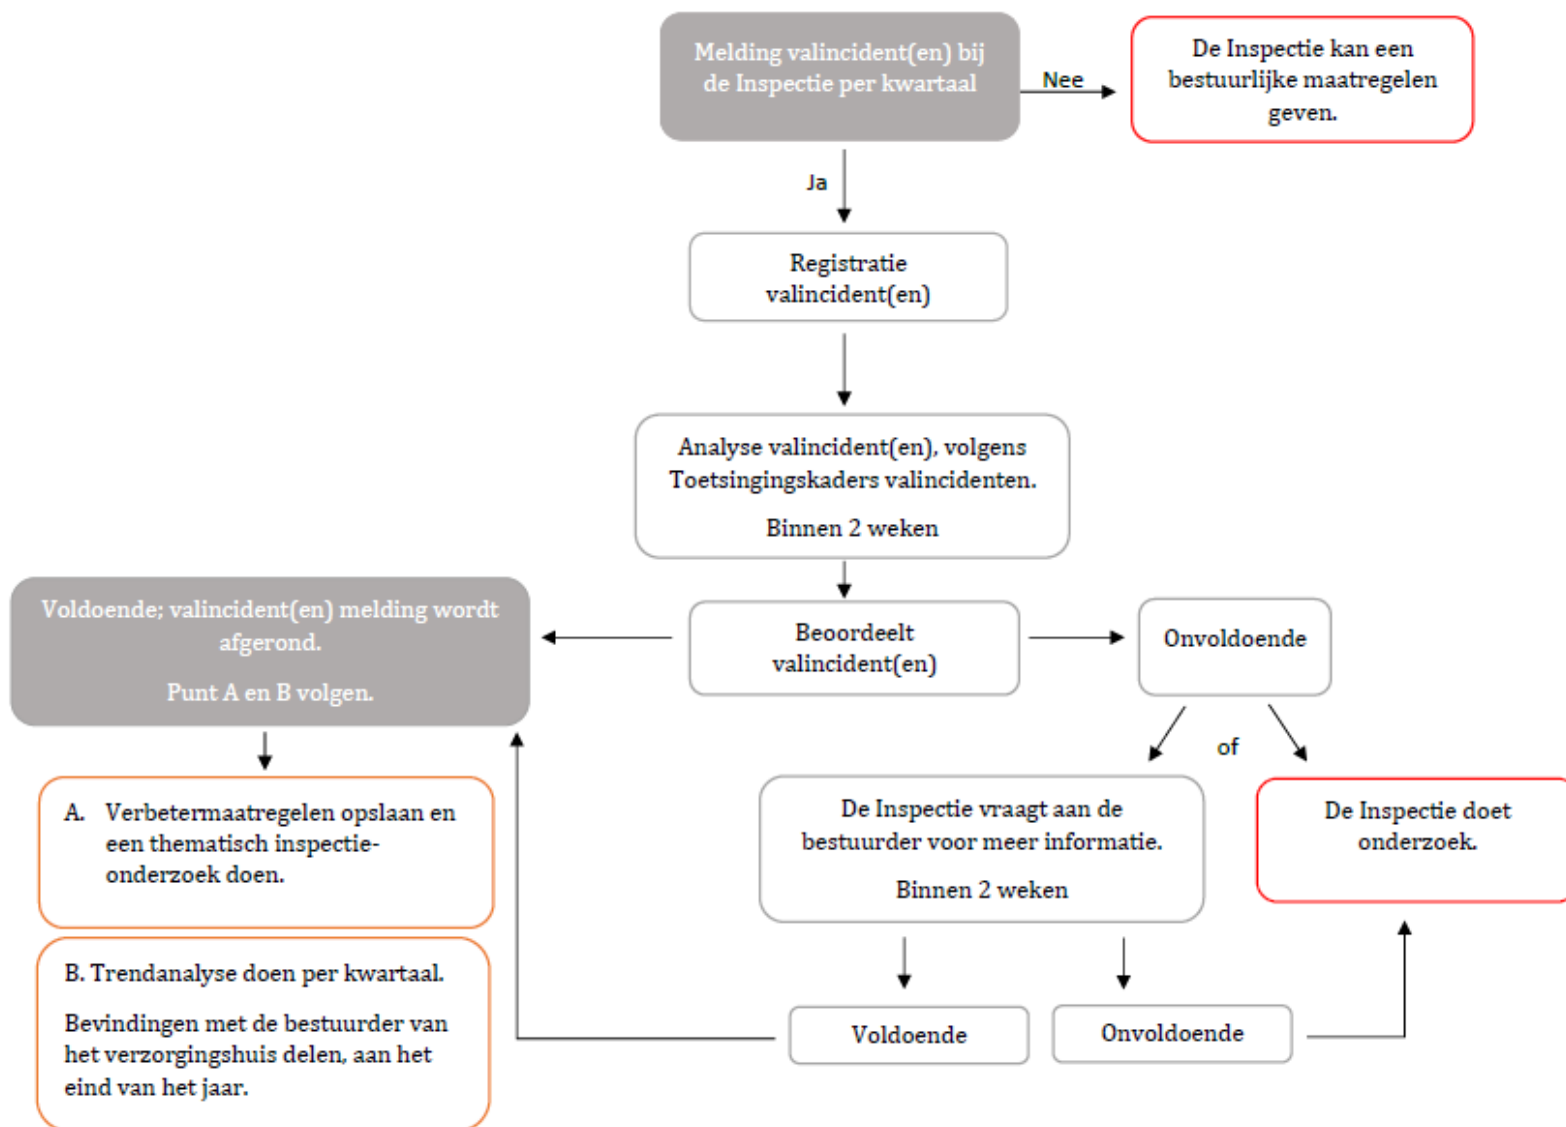 Melding valincident(en) bij
de Inspectie per kwartaal
Nee
De Inspectie kan een
bestuurlijke maatregelen
geven.
Ja
Registratie
valincident(en)
Analyse valincident(en), volgens
Toetsingingskaders valincidenten.
Binnen 2 weken
Voldoende; valincident(en) melding wordt
afgerond.
Punt A en B volgen.
Beoordeelt
valincident(en)
Onvoldoende
of
A. Verbetermaatregelen opslaan en
een thematisch inspectie-
onderzoek doen.
De Inspectie vraagt aan de
bestuurder voor meer informatie.
Binnen 2 weken
De Inspectie doet
onderzoek.
B. Trendanalyse doen per kwartaal.
Bevindingen met de bestuurder van
het verzorgingshuis delen, aan het
eind van het jaar.
Voldoende
Onvoldoende